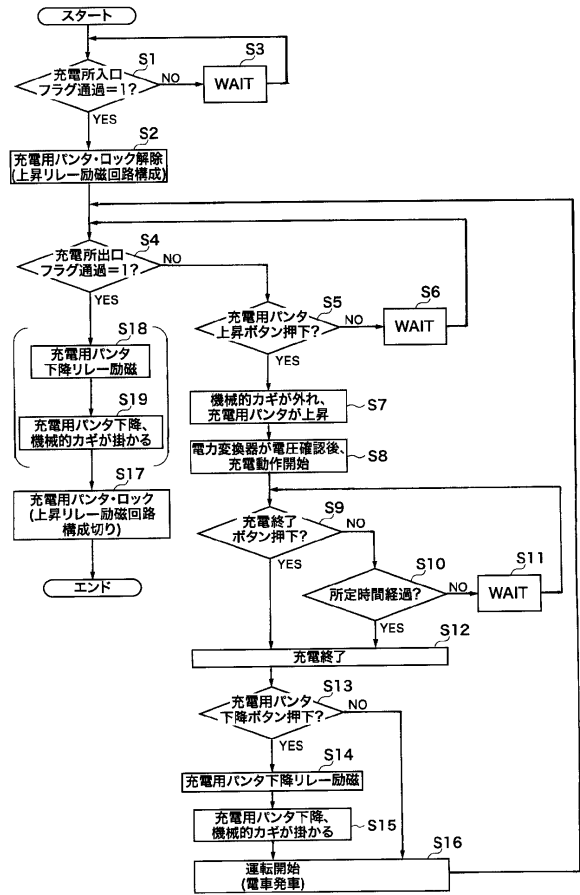 スタート
S1
充電所入口
フラグ通過=1?
NO
S3
WAIT
YES
S2
充電用パンタ・ロック解除
(上昇リレー励磁回路構成)
S4
充電所出口
フラグ通過=1?
NO
YES
S5
充電用パンタ
上昇ボタン押下?
NO
S6
WAIT
YES
S18
充電用パンタ
下降リレー励磁
S19
充電用パンタ下降、
機械的カギが掛かる
S17
充電用パンタ・ロック
(上昇リレー励磁回路
構成切り)
エンド
機械的カギが外れ、
充電用パンタが上昇
S7
電力変換器が電圧確認後、
充電動作開始
S8
S9
充電終了
ボタン押下?
NO
YES
S10
所定時間経過?
NO
S11
WAIT
YES
S12
充電終了
S13
充電用パンタ
下降ボタン押下?
NO
YES
S14
充電用パンタ下降リレー励磁
充電用パンタ下降、
機械的カギが掛かる
S15
S16
運転開始
(電車発車)